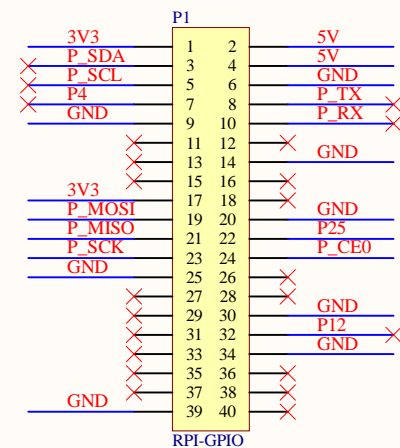 P1
3V3 1 2 5V
P_SDA 3 4 5V
P_SCL 5 6 GND
P4 7 8 P_TX
GND 9 10 P_RX
11 12
13 14 GND
15 16
3V3 17 18
P_MOSI 19 20 GND
P_MISO 21 22 P25
P_SCK 23 24 P_CE0
GND 25 26
27 28
29 30 GND
31 32 P12
33 34 GND
35 36
37 38
GND 39 40
RPI-GPIO